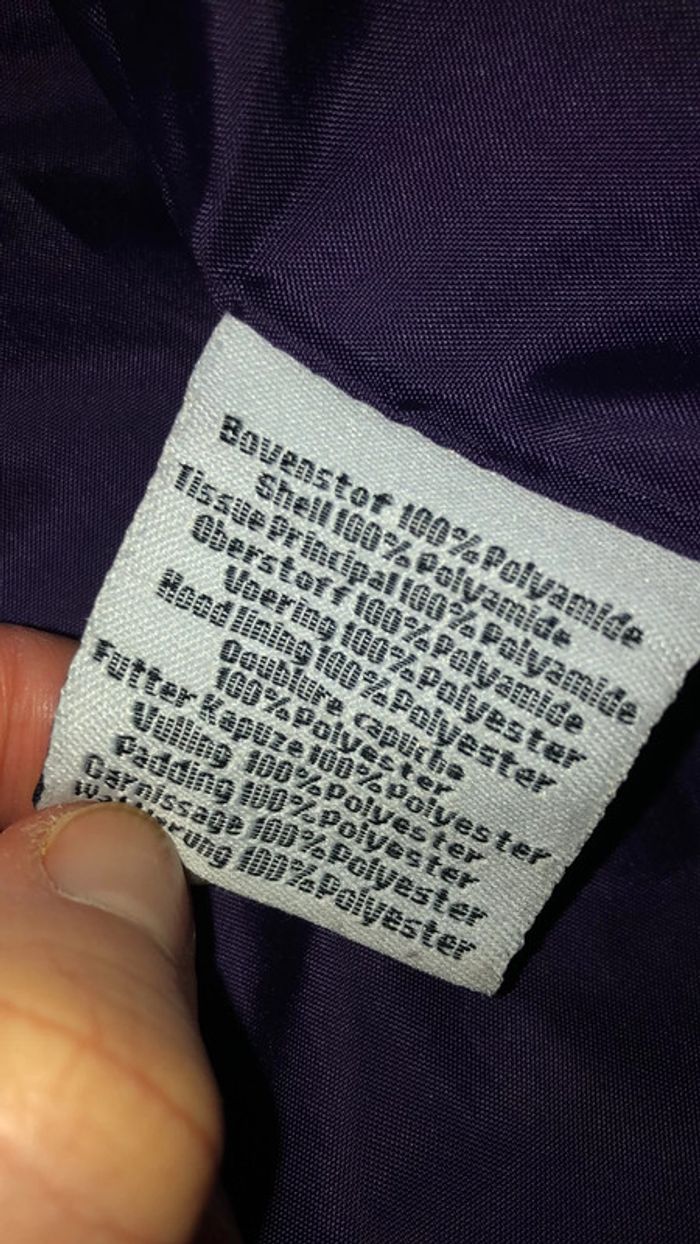 Bovenstof 100% Polyamide
Shell 100% Polyamide
Tissue Principal 100% Polyamide
Oberstoff 100% Polyamide
Voering 100% Polyester
Hood lining 100% Polyester
Doublure capuche
100% Polyester
Futter Kapuze 100% Polyester
Vulling 100% Polyester
Padding 100% Polyester
Garnissage 100% Polyester
100% Polyester